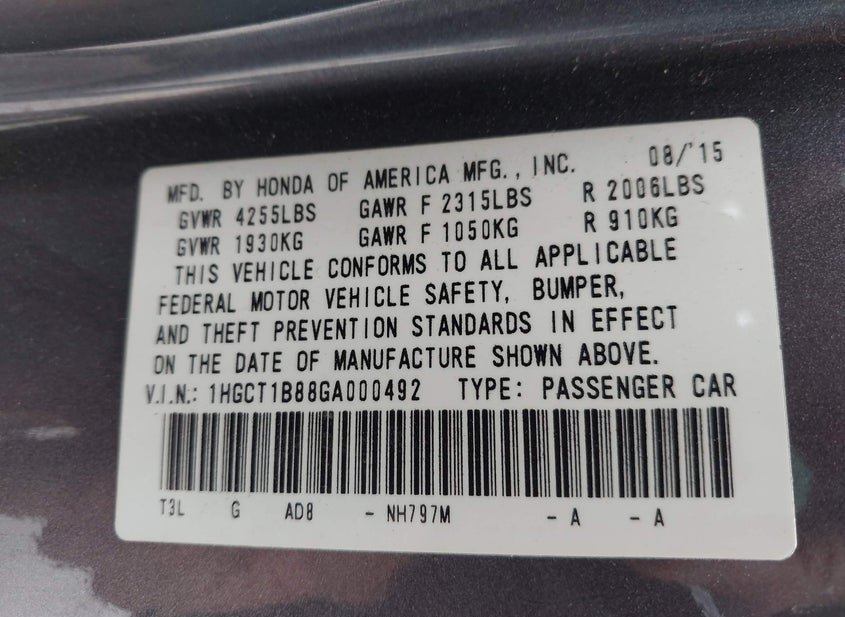 MFD. BY HONDA OF AMERICA MFG., INC. 08/'15
GVWR 4255LBS GAWR F 2315LBS R 2006LBS
GVWR 1930KG GAWR F 1050KG R 910KG
THIS VEHICLE CONFORMS TO ALL APPLICABLE
FEDERAL MOTOR VEHICLE SAFETY, BUMPER,
AND THEFT PREVENTION STANDARDS IN EFFECT
ON THE DATE OF MANUFACTURE SHOWN ABOVE.
V.I.N.: 1HGCT1B88GA000492 TYPE: PASSENGER CAR
T3L G AD8 - NH797M - A - A